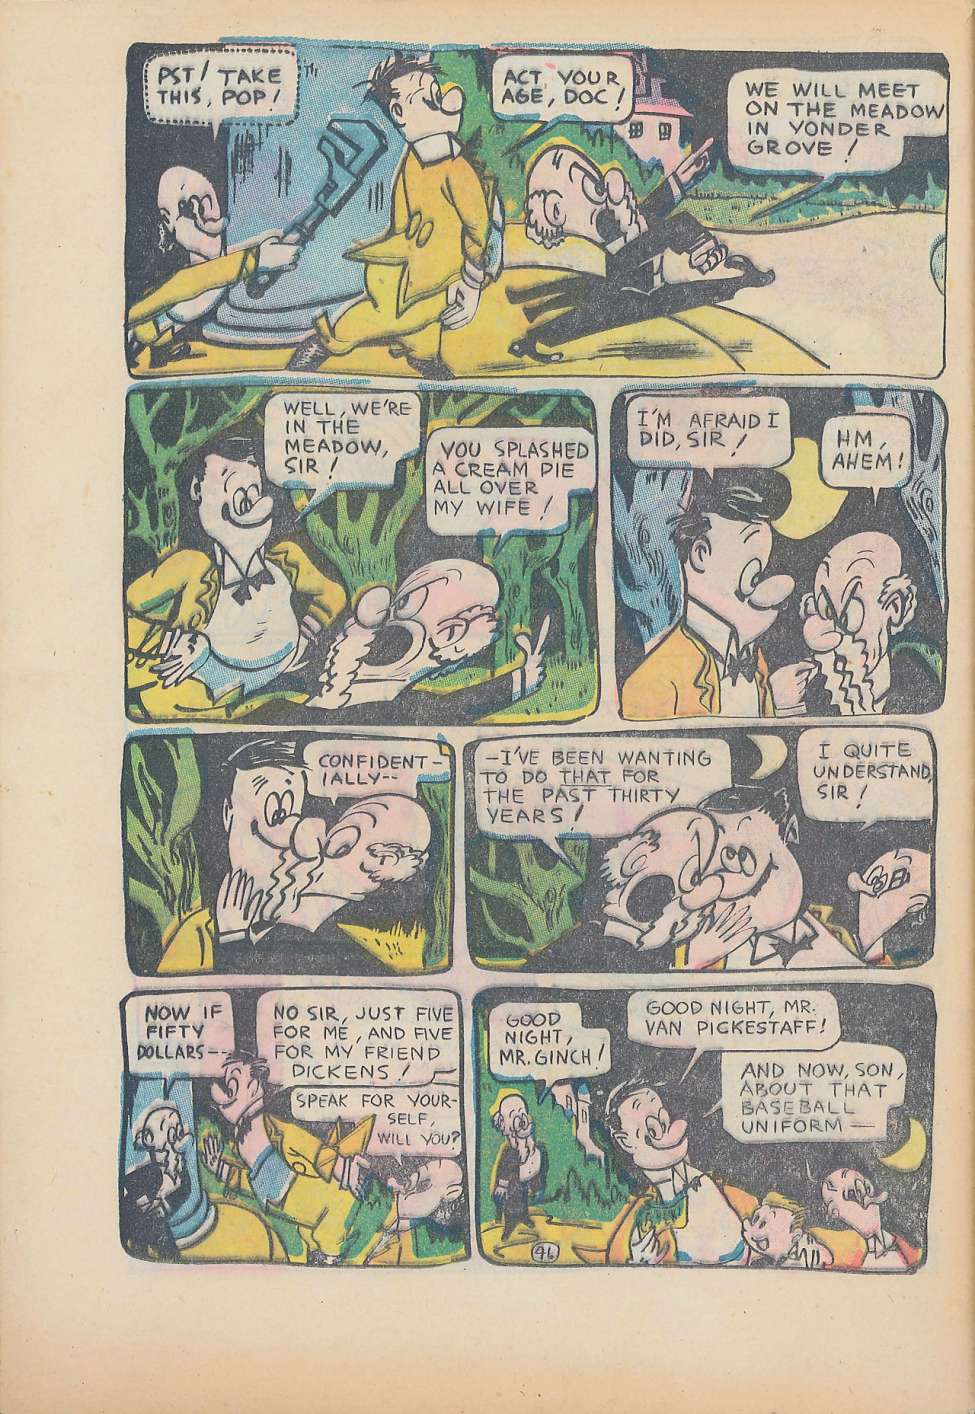 PST! TAKE
THIS, POP!
ACT YOUR
AGE, DOC!
WE WILL MEET
ON THE MEADOW
IN YONDER
GROVE!
WELL, WE'RE
IN THE
MEADOW,
SIR!
YOU SPLASHED
A CREAM PIE
ALL OVER
MY WIFE!
I'M AFRAID I
DID, SIR!
HM,
AHEM!
CONFIDENT-
IALLY--
-I'VE BEEN WANTING
TO DO THAT FOR
THE PAST THIRTY
YEARS!
I QUITE
UNDERSTAND,
SIR!
NOW IF
FIFTY
DOLLARS--
NO SIR, JUST FIVE
FOR ME, AND FIVE
FOR MY FRIEND
DICKENS!
SPEAK FOR YOUR-
SELF,
WILL YOU?
GOOD
NIGHT,
MR. GINCH!
GOOD NIGHT, MR.
VAN PICKESTAFF!
AND NOW, SON,
ABOUT THAT
BASEBALL
UNIFORM—
46